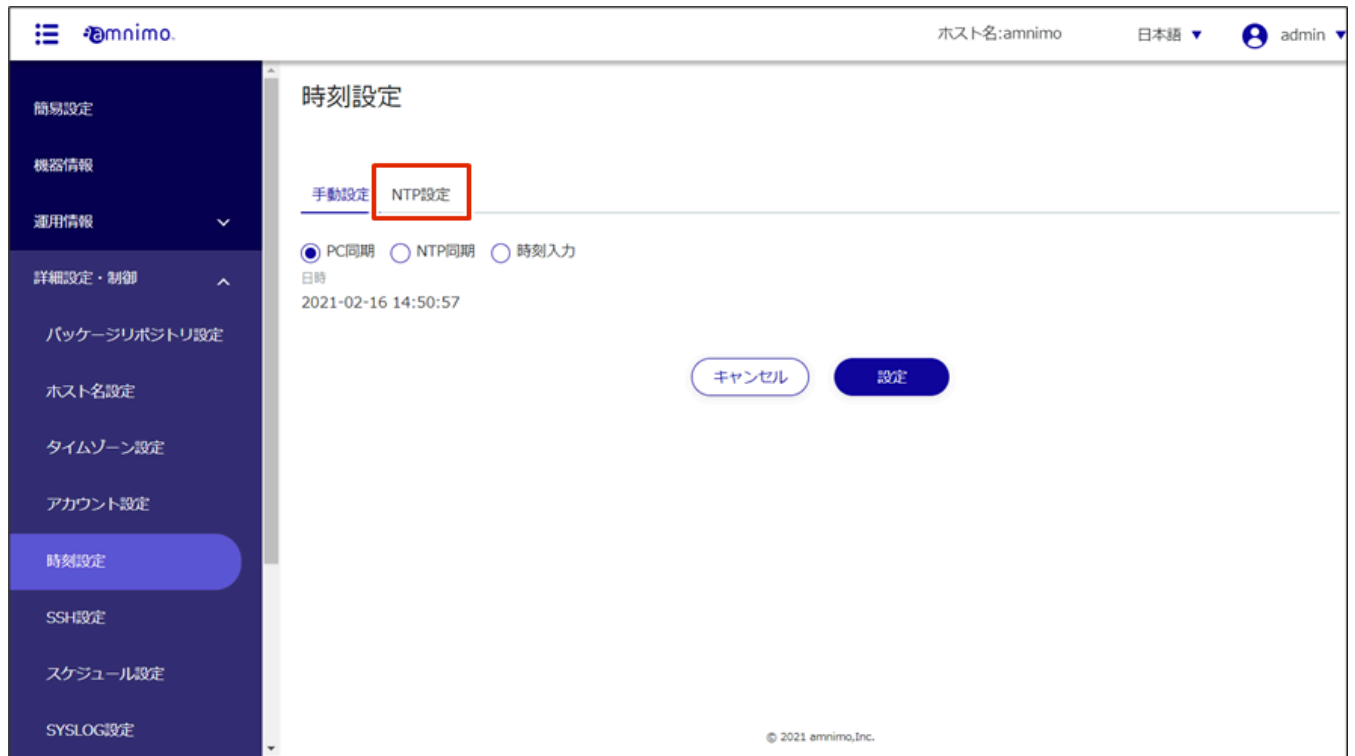 amnimo. ホスト名:amnimo 日本語 ▼ admin ▼
簡易設定
機器情報
運用情報
詳細設定・制御
パッケージリポジトリ設定
ホスト名設定
タイムゾーン設定
アカウント設定
時刻設定
SSH設定
スケジュール設定
SYSLOG設定
時刻設定
手動設定 NTP設定
PC同期 NTP同期 時刻入力
日時
2021-02-16 14:50:57
キャンセル 設定
© 2021 amnimo,Inc.